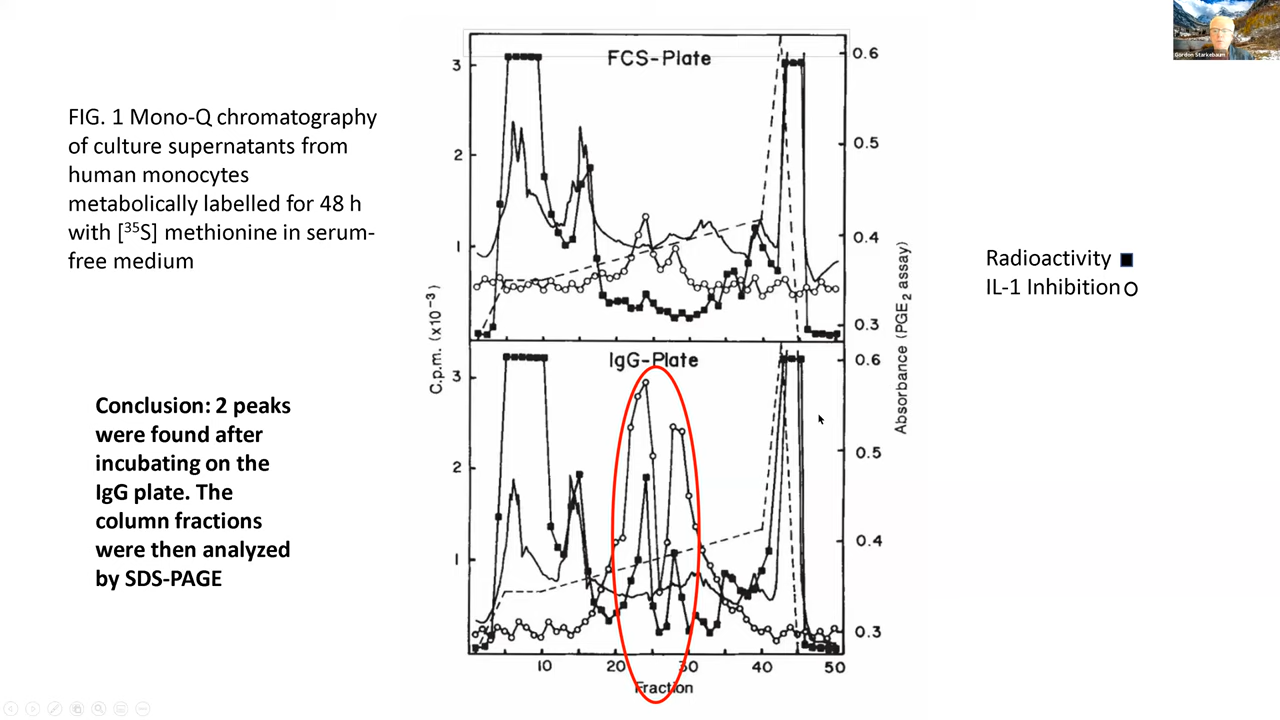 FIG. 1 Mono-Q chromatography
of culture supernatants from
human monocytes
metabolically labelled for 48 h
with [³⁵S] methionine in serum-
free medium
Conclusion: 2 peaks
were found after
incubating on the
IgG plate. The
column fractions
were then analyzed
by SDS-PAGE
FCS-Plate
3
2
1
0.6
0.5
0.4
0.3
C.p.m. (x10⁻³)
Absorbance (PGE₂ assay)
IgG-Plate
3
2
1
0.6
0.5
0.4
0.3
10 20 30 40 50
Fraction
Radioactivity
IL-1 Inhibition
Gordon Starkebaum